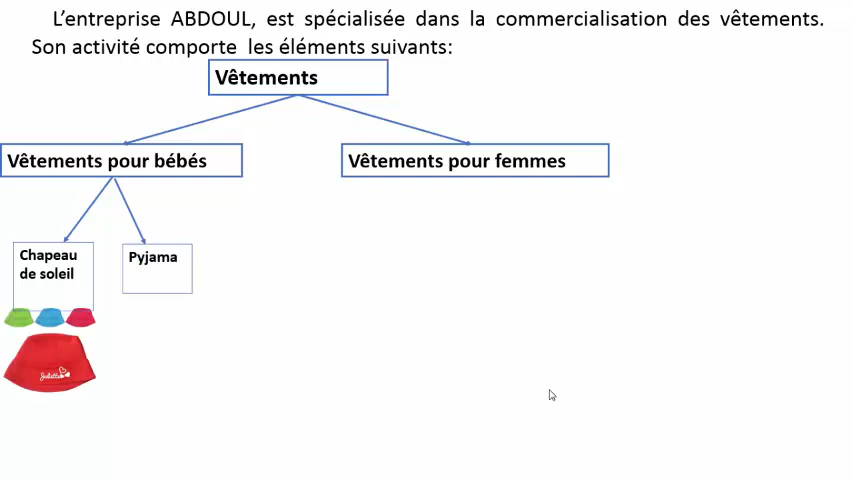 L'entreprise ABDOUL, est spécialisée dans la commercialisation des vêtements.
Son activité comporte les éléments suivants:
Vêtements
Vêtements pour bébés
Vêtements pour femmes
Chapeau
de soleil
Pyjama
Juliette